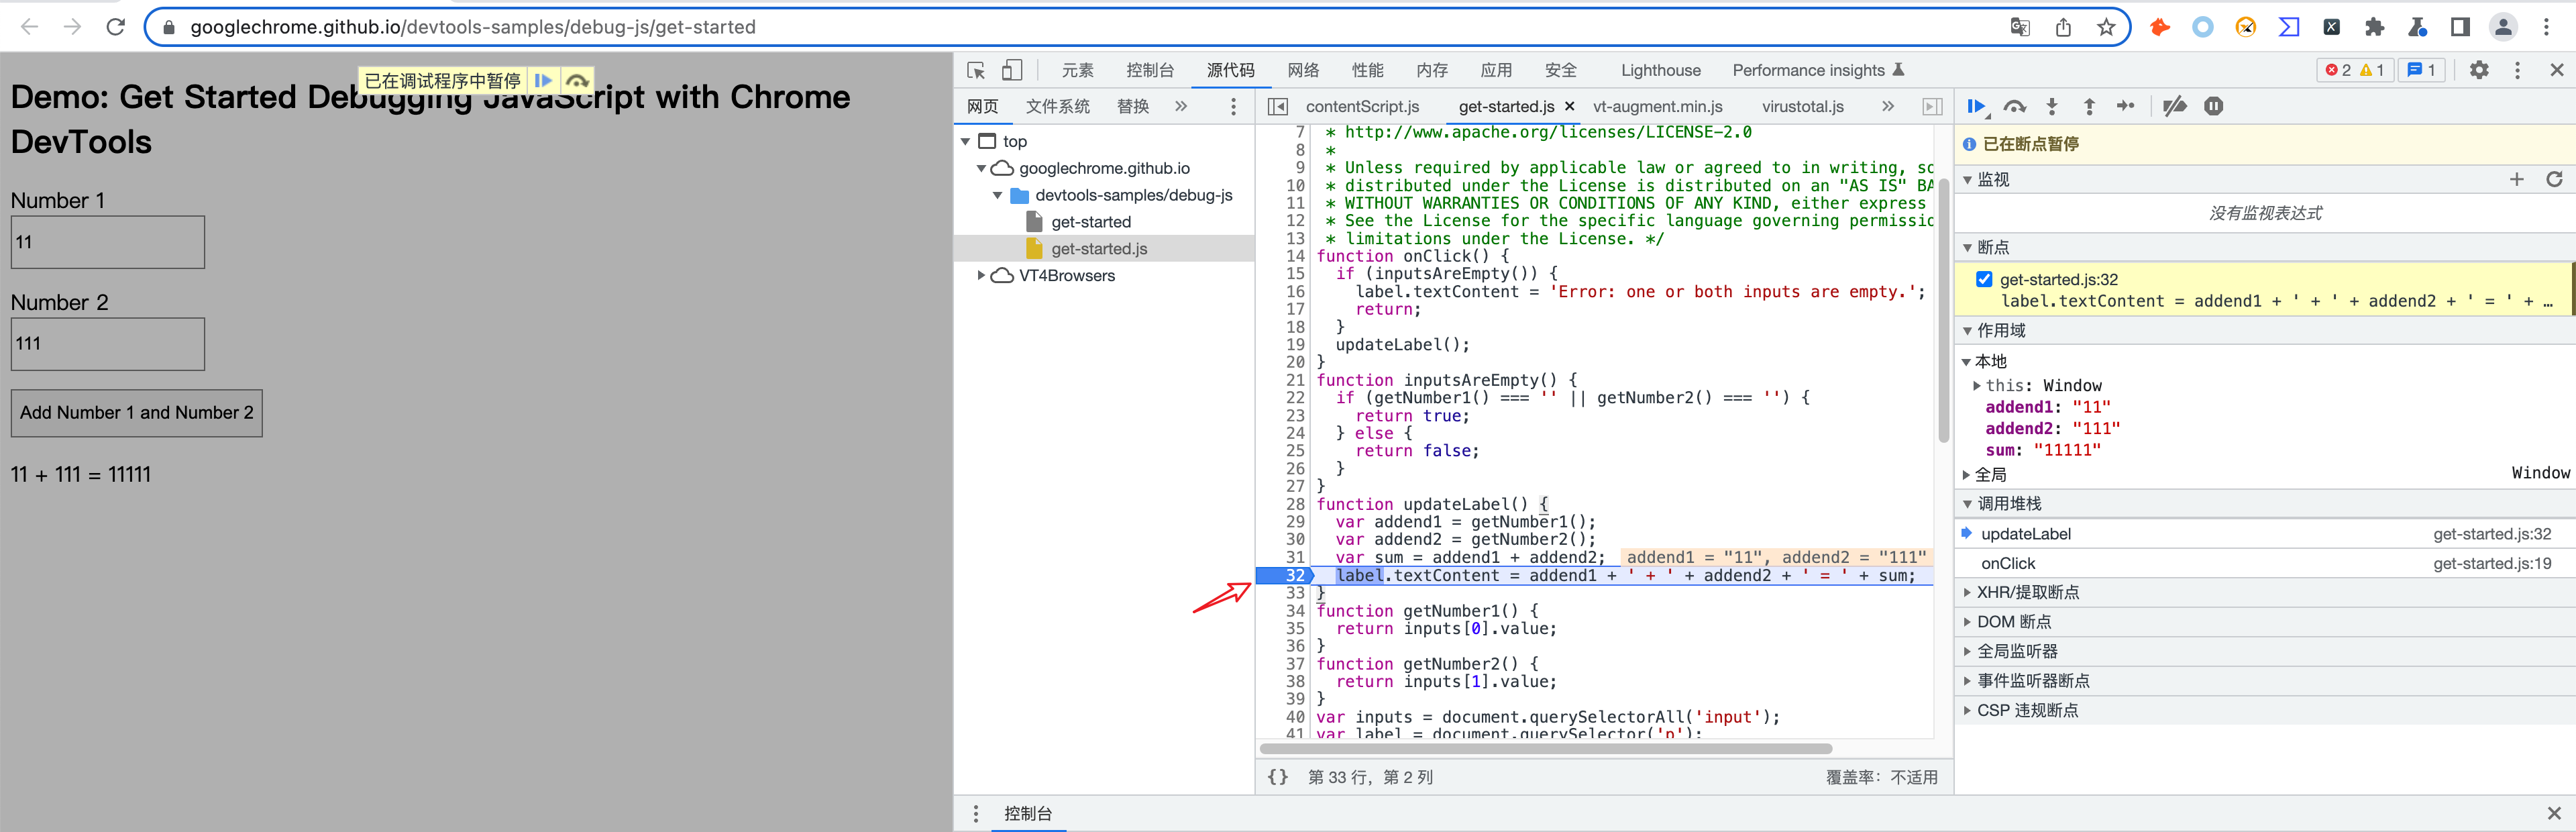 googlechrome.github.io/devtools-samples/debug-js/get-started
已在调试程序中暂停
Demo: Get Started Debugging JavaScript with Chrome
DevTools
Number 1
11
Number 2
111
Add Number 1 and Number 2
11 + 111 = 11111
元素 控制台 源代码 网络 性能 内存 应用 安全 Lighthouse Performance insights
2 1 1
网页 文件系统 替换 »
top
googlechrome.github.io
devtools-samples/debug-js
get-started
get-started.js
VT4Browsers
contentScript.js get-started.js × vt-augment.min.js virustotal.js »
7 * http://www.apache.org/licenses/LICENSE-2.0
8 *
9 * Unless required by applicable law or agreed to in writing, so
10 * distributed under the License is distributed on an "AS IS" BA
11 * WITHOUT WARRANTIES OR CONDITIONS OF ANY KIND, either express
12 * See the License for the specific language governing permissio
13 * limitations under the License. */
14 function onClick() {
15 if (inputsAreEmpty()) {
16 label.textContent = 'Error: one or both inputs are empty.';
17 return;
18 }
19 updateLabel();
20 }
21 function inputsAreEmpty() {
22 if (getNumber1() === '' || getNumber2() === '') {
23 return true;
24 } else {
25 return false;
26 }
27 }
28 function updateLabel() {
29 var addend1 = getNumber1();
30 var addend2 = getNumber2();
31 var sum = addend1 + addend2; addend1 = "11", addend2 = "111"
32 label.textContent = addend1 + ' + ' + addend2 + ' = ' + sum;
33 }
34 function getNumber1() {
35 return inputs[0].value;
36 }
37 function getNumber2() {
38 return inputs[1].value;
39 }
40 var inputs = document.querySelectorAll('input');
41 var label = document.querySelector('p');
{} 第 33 行，第 2 列 覆盖率：不适用
已在断点暂停
监视
没有监视表达式
断点
get-started.js:32
label.textContent = addend1 + ' + ' + addend2 + ' = ' + …
作用域
本地
this: Window
addend1: "11"
addend2: "111"
sum: "11111"
全局 Window
调用堆栈
updateLabel get-started.js:32
onClick get-started.js:19
XHR/提取断点
DOM 断点
全局监听器
事件监听器断点
CSP 违规断点
控制台